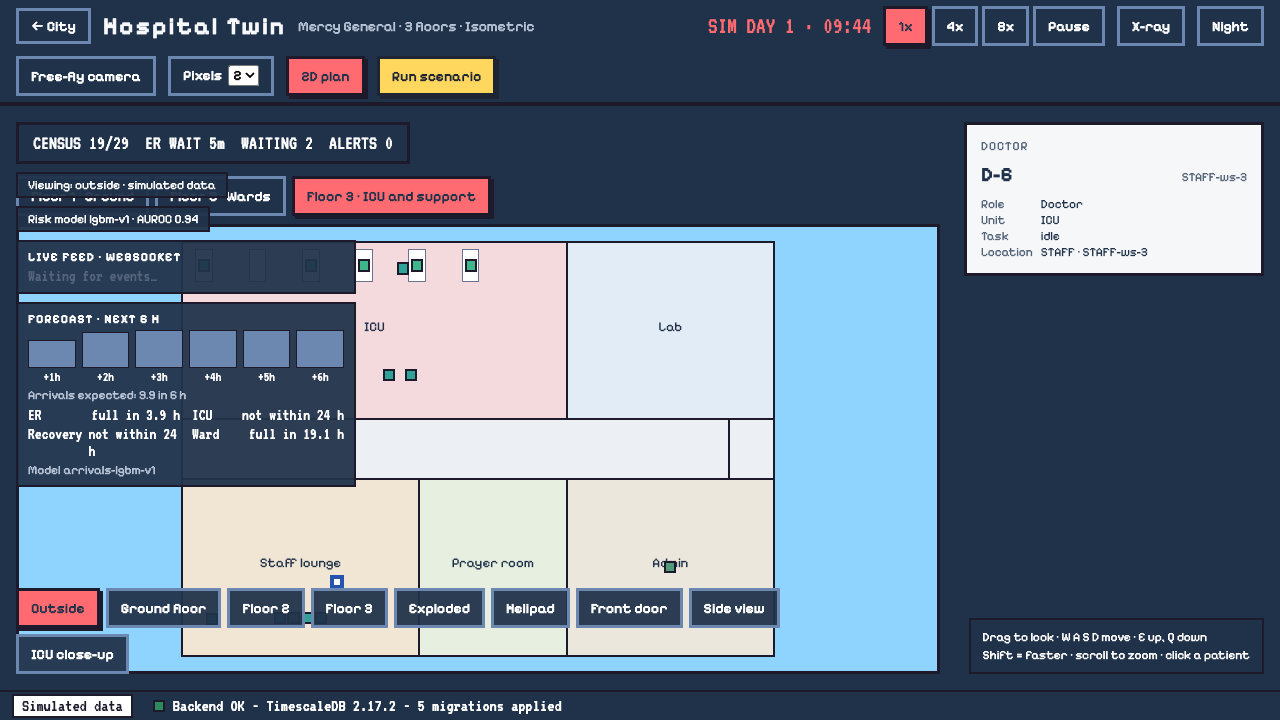 ← City
Hospital Twin
Mercy General · 3 floors · Isometric
SIM DAY 1 · 09:44
1x
4x
8x
Pause
X-ray
Night
Free-fly camera
Pixels 2
2D plan
Run scenario
CENSUS 19/29 ER WAIT 5m WAITING 2 ALERTS 0
Viewing: outside · simulated data
Wards
Floor 3 · ICU and support
Risk model lgbm-v1 · AUROC 0.94
LIVE FEED · WEBSOCKET
Waiting for events…
FORECAST · NEXT 6 H
+1h +2h +3h +4h +5h +6h
Arrivals expected: 9.9 in 6 h
ER full in 3.9 h ICU not within 24 h
Recovery not within 24 h Ward full in 19.1 h
Model arrivals-lgbm-v1
ICU
Lab
Staff lounge
Prayer room
Admin
Outside
Ground floor
Floor 2
Floor 3
Exploded
Helipad
Front door
Side view
ICU close-up
DOCTOR
D-6
STAFF-ws-3
Role Doctor
Unit ICU
Task idle
Location STAFF · STAFF-ws-3
Drag to look · W A S D move · E up, Q down
Shift = faster · scroll to zoom · click a patient
Simulated data
Backend OK - TimescaleDB 2.17.2 - 5 migrations applied